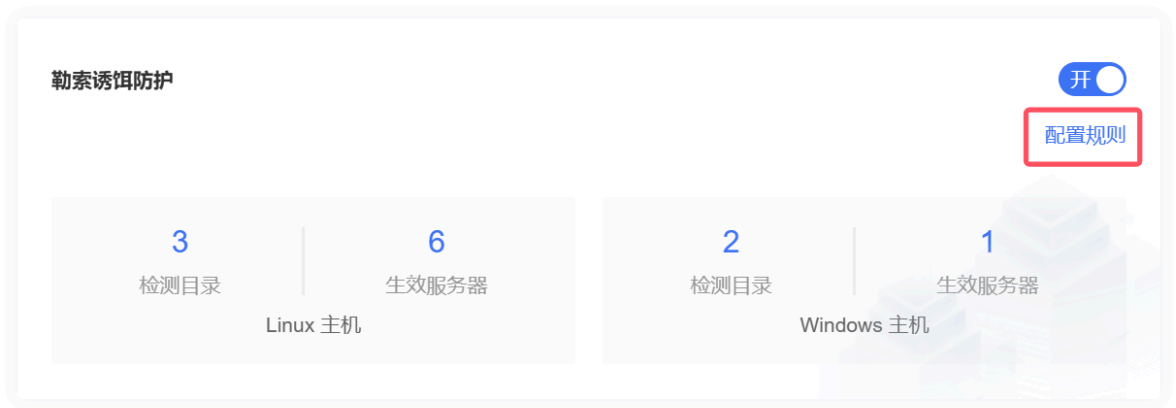 勒索诱饵防护
开
配置规则
3
6
2
1
检测目录
生效服务器
检测目录
生效服务器
Linux 主机
Windows 主机